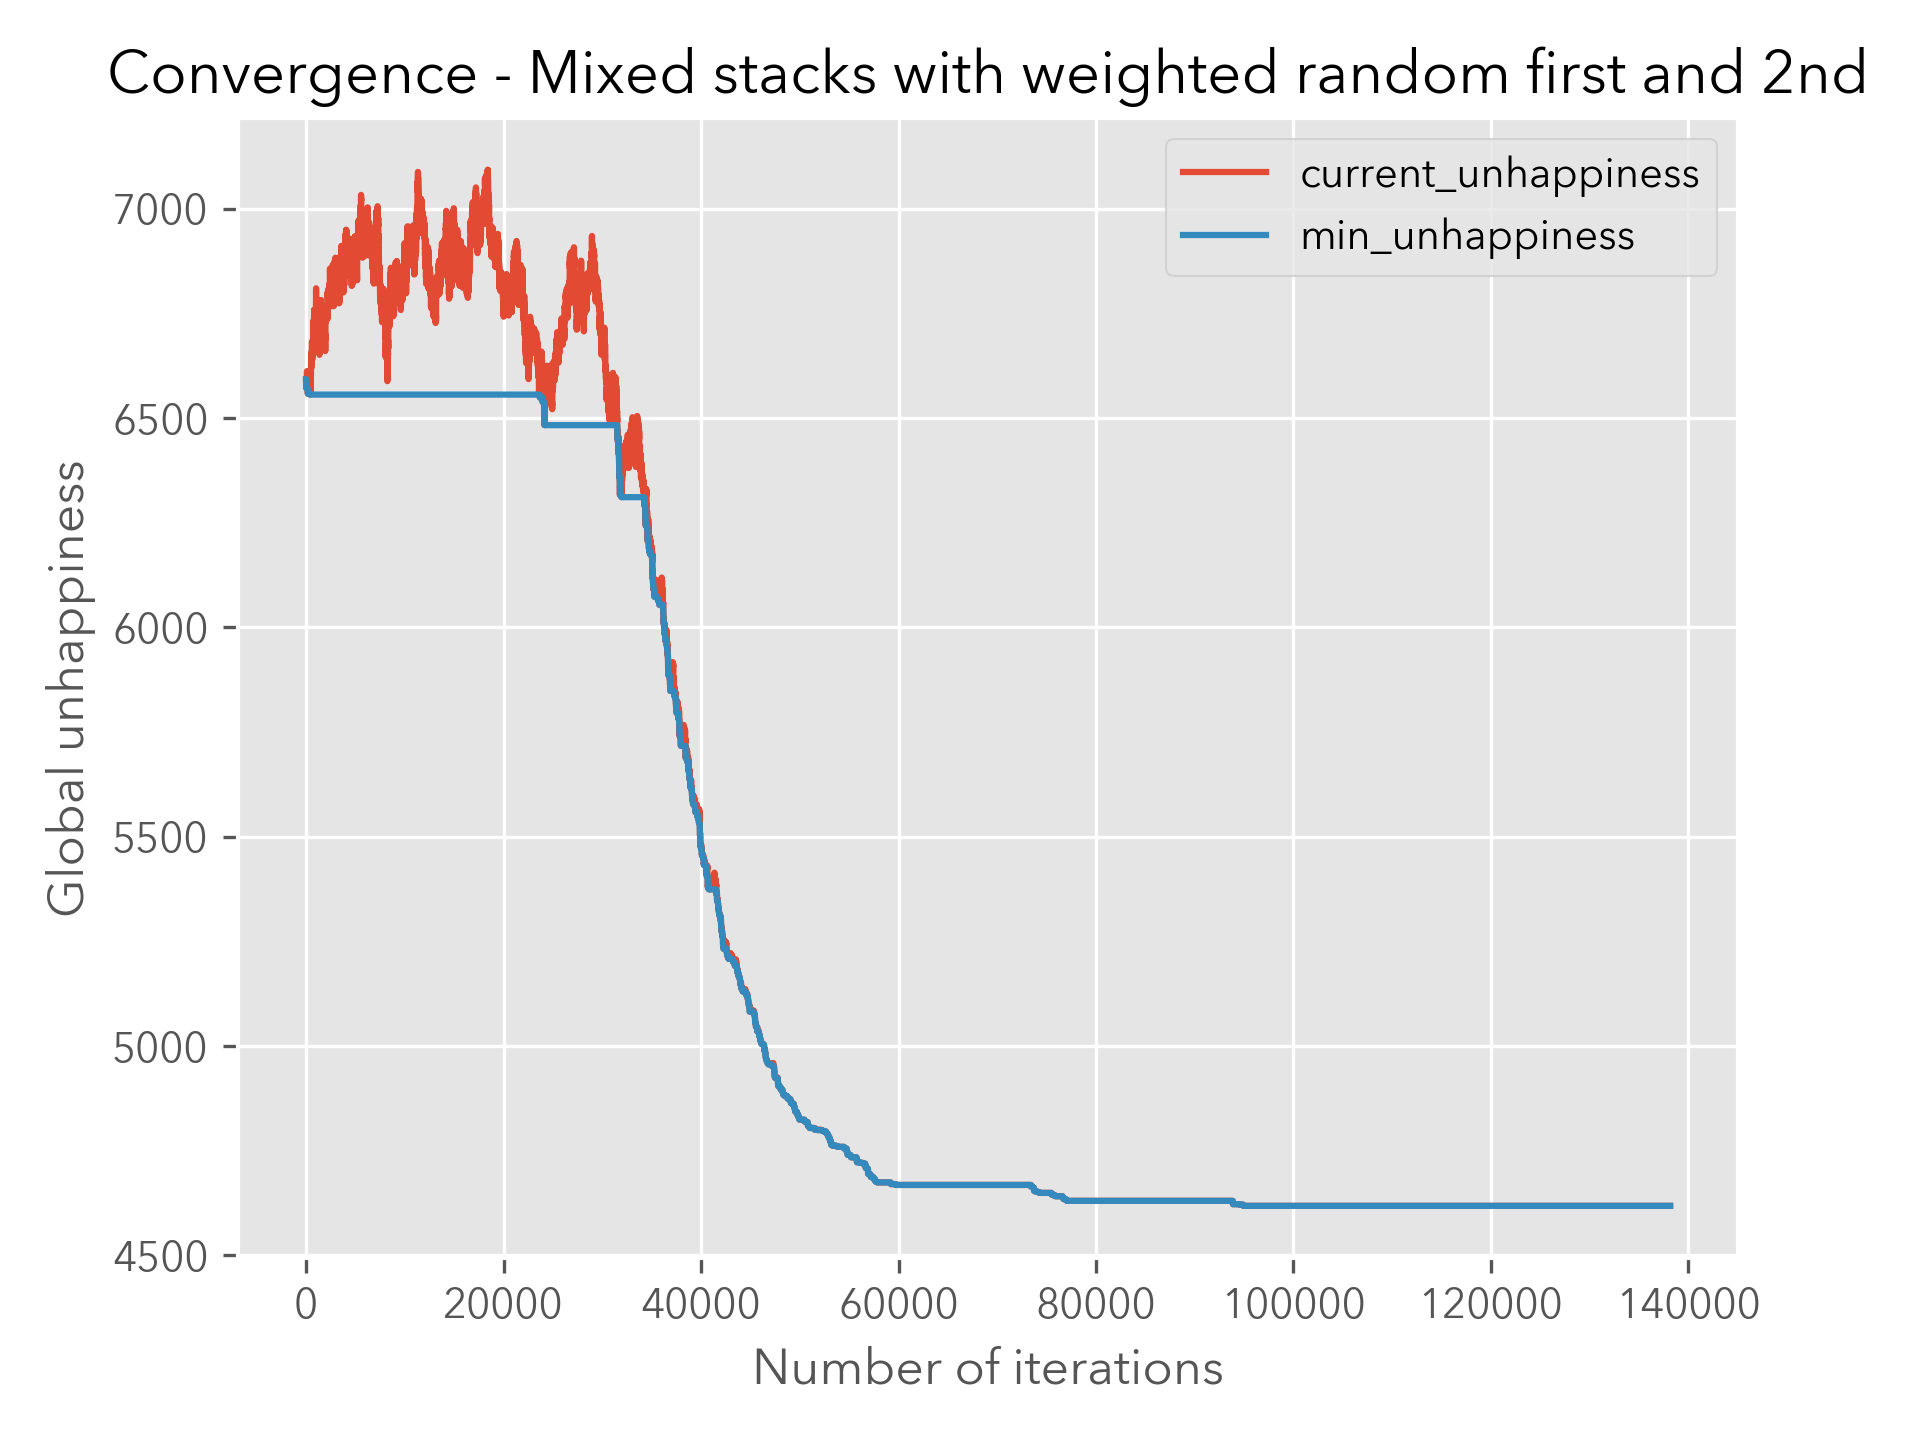 Convergence - Mixed stacks with weighted random first and 2nd
current_unhappiness
min_unhappiness
Global unhappiness
7000
6500
6000
5500
5000
4500
0 20000 40000 60000 80000 100000 120000 140000
Number of iterations